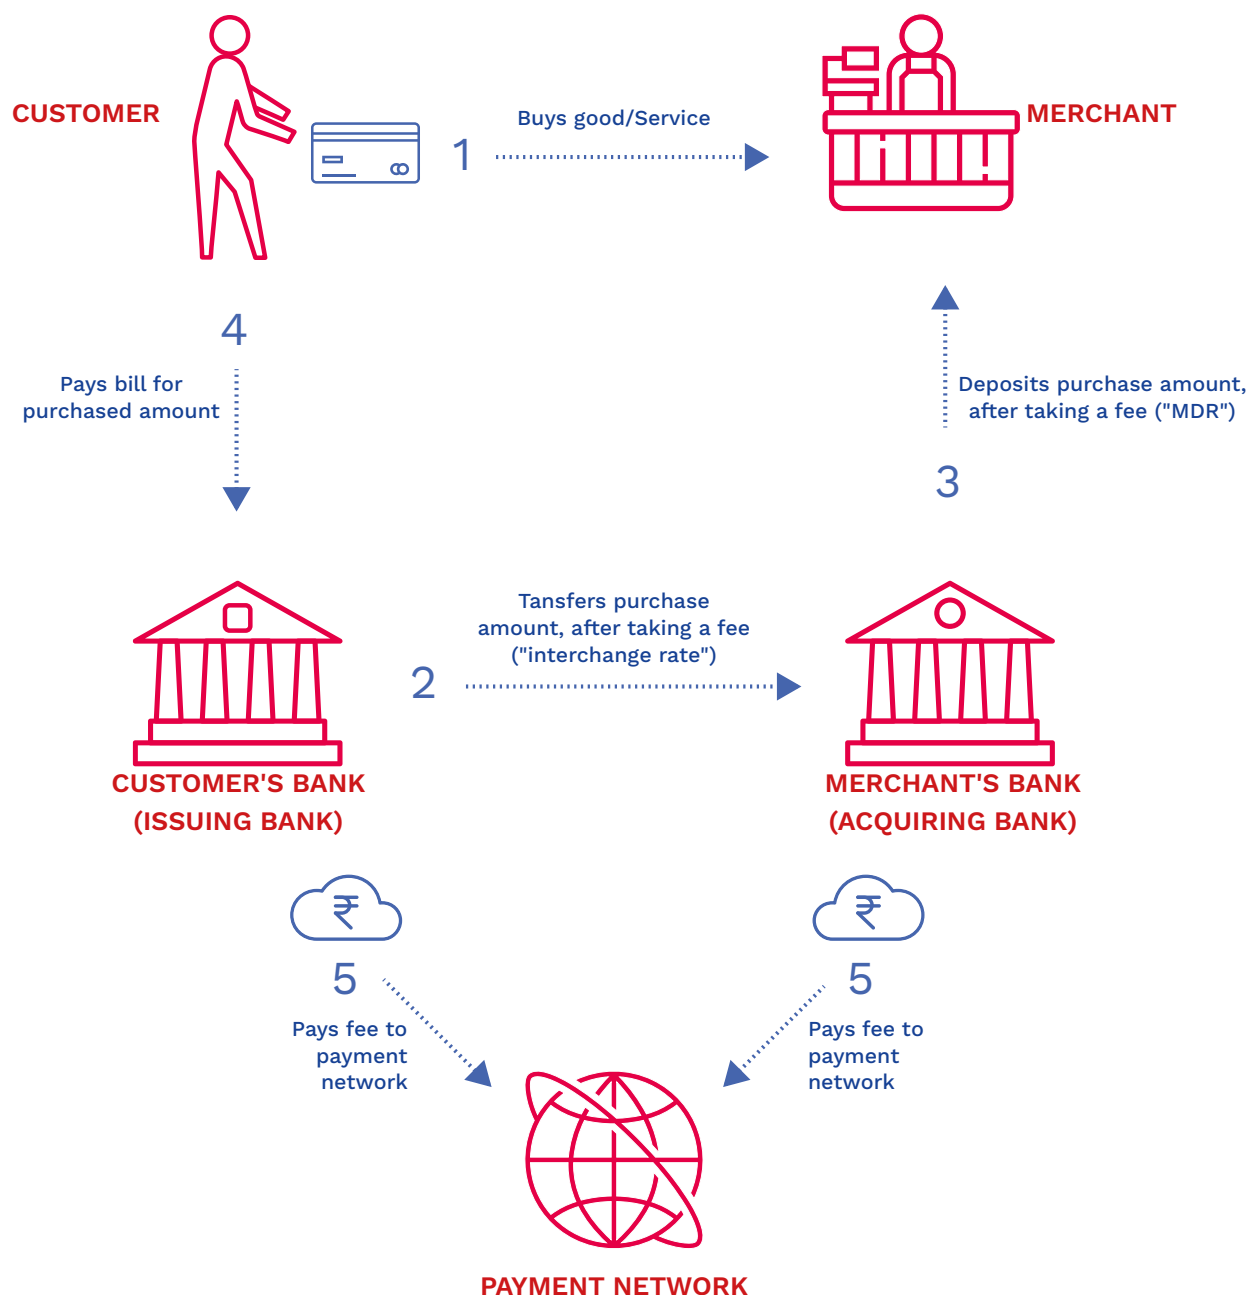 CUSTOMER
1
Buys good/Service
MERCHANT
4
Pays bill for
purchased amount
Deposits purchase amount,
after taking a fee ("MDR")
3
Tansfers purchase
amount, after taking a fee
("interchange rate")
2
CUSTOMER'S BANK
(ISSUING BANK)
MERCHANT'S BANK
(ACQUIRING BANK)
₹
₹
5
Pays fee to
payment
network
5
Pays fee to
payment
network
PAYMENT NETWORK